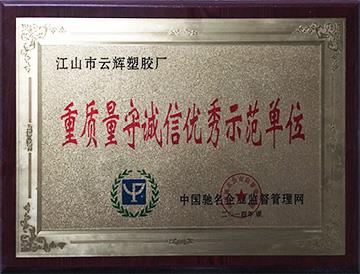 江山市云辉塑胶厂
重质量守诚信优秀示范单位
中国驰名企业监督管理网
二〇一四年 颁